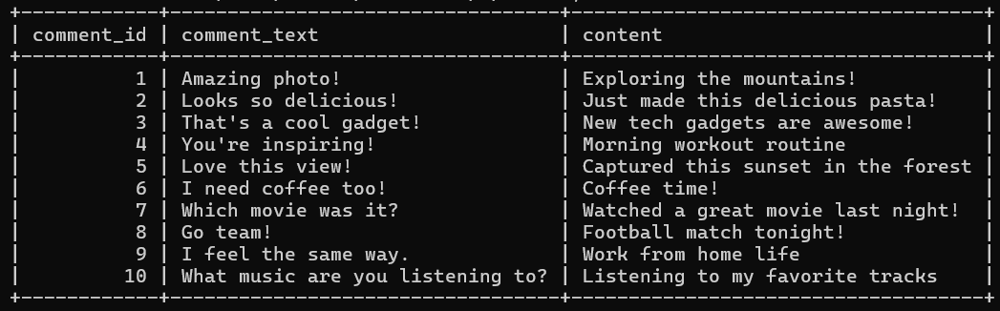 +------------+----------------------------------+-------------------------------------+
| comment_id | comment_text                     | content                             |
+------------+----------------------------------+-------------------------------------+
|          1 | Amazing photo!                   | Exploring the mountains!            |
|          2 | Looks so delicious!              | Just made this delicious pasta!     |
|          3 | That's a cool gadget!            | New tech gadgets are awesome!       |
|          4 | You're inspiring!                | Morning workout routine             |
|          5 | Love this view!                  | Captured this sunset in the forest  |
|          6 | I need coffee too!               | Coffee time!                        |
|          7 | Which movie was it?              | Watched a great movie last night!   |
|          8 | Go team!                         | Football match tonight!             |
|          9 | I feel the same way.             | Work from home life                 |
|         10 | What music are you listening to? | Listening to my favorite tracks     |
+------------+----------------------------------+-------------------------------------+